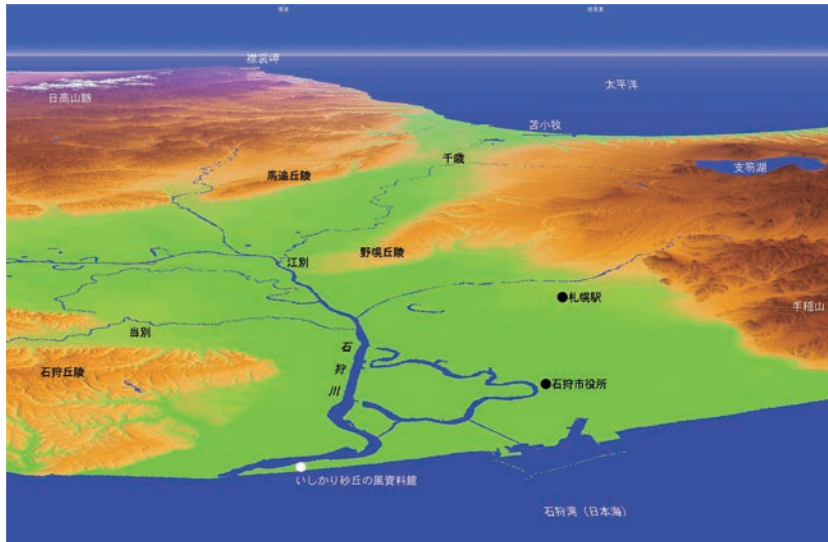 襟裳岬
日高山脈
太平洋
苫小牧
千歳
支笏湖
馬追丘陵
野幌丘陵
江別
●札幌駅
手稲山
当別
石狩丘陵
石狩川
●石狩市役所
いしかり砂丘の風資料館
石狩湾（日本海）